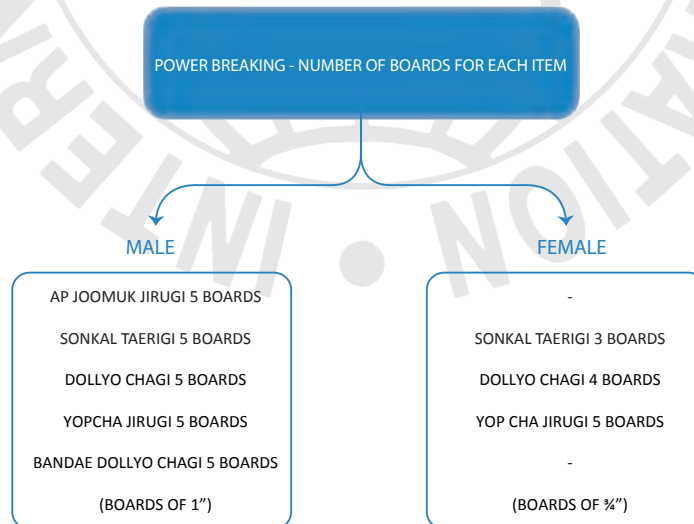 POWER BREAKING - NUMBER OF BOARDS FOR EACH ITEM
MALE
AP JOOMUK JIRUGI 5 BOARDS
SONKAL TAERIGI 5 BOARDS
DOLLYO CHAGI 5 BOARDS
YOPCHA JIRUGI 5 BOARDS
BANDAE DOLLYO CHAGI 5 BOARDS
(BOARDS OF 1”)
FEMALE
-
SONKAL TAERIGI 3 BOARDS
DOLLYO CHAGI 4 BOARDS
YOP CHA JIRUGI 5 BOARDS
-
(BOARDS OF ¾”)